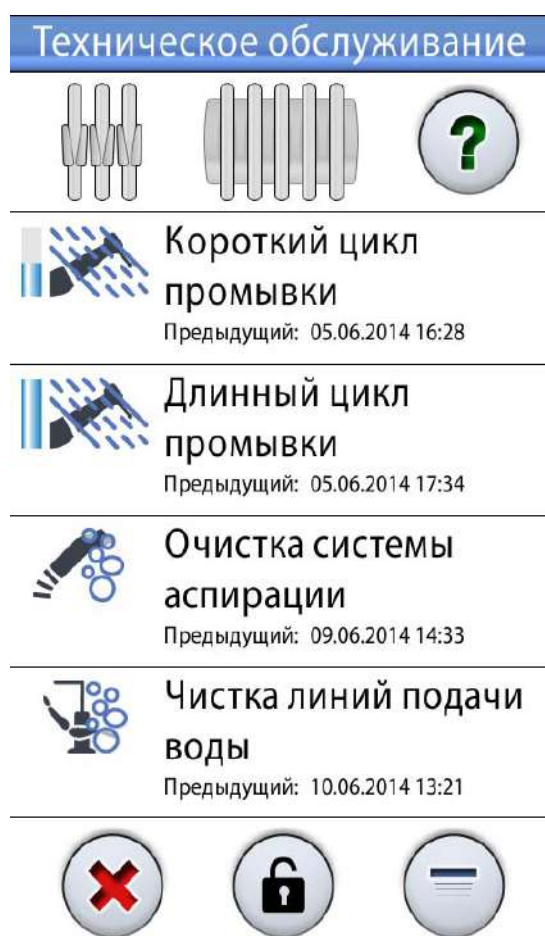 Техническое обслуживание
?
Короткий цикл
промывки
Предыдущий: 05.06.2014 16:28
Длинный цикл
промывки
Предыдущий: 05.06.2014 17:34
Очистка системы
аспирации
Предыдущий: 09.06.2014 14:33
Чистка линий подачи
воды
Предыдущий: 10.06.2014 13:21